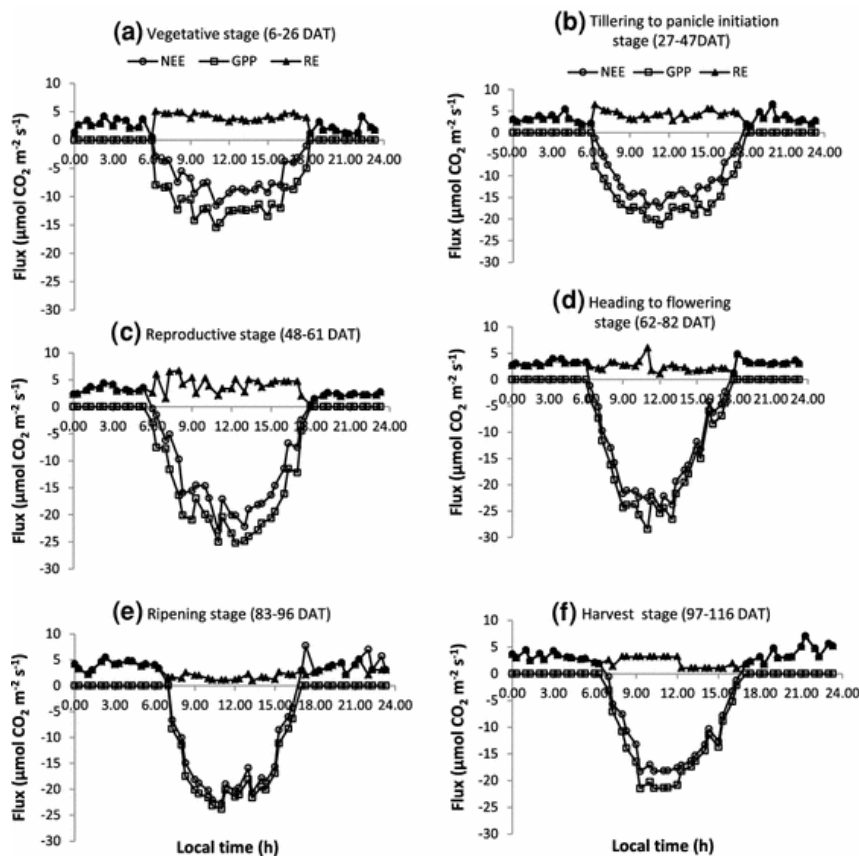 (a) Vegetative stage (6-26 DAT)
NEE GPP RE
10
5
0
-5
-10
-15
-20
-25
-30
0.00 3.00 6.00 9.00 12.00 15.00 18.00 21.00 24.00
Flux (µmol CO₂ m⁻² s⁻¹)
(b) Tillering to panicle initiation
stage (27-47DAT)
NEE GPP RE
10
5
0
-5
-10
-15
-20
-25
-30
0.00 3.00 6.00 9.00 12.00 15.00 18.00 21.00 24.00
Flux (µmol CO₂ m⁻² s⁻¹)
(c) Reproductive stage (48-61 DAT)
10
5
0
-5
-10
-15
-20
-25
-30
0.00 3.00 6.00 9.00 12.00 15.00 18.00 21.00 24.00
Flux (µmol CO₂ m⁻² s⁻¹)
(d) Heading to flowering
stage (62-82 DAT)
10
5
0
-5
-10
-15
-20
-25
-30
0.00 3.00 6.00 9.00 12.00 15.00 18.00 21.00 24.00
Flux (µmol CO₂ m⁻² s⁻¹)
(e) Ripening stage (83-96 DAT)
10
5
0
-5
-10
-15
-20
-25
-30
0.00 3.00 6.00 9.00 12.00 15.00 18.00 21.00 24.00
Flux (µmol CO₂ m⁻² s⁻¹)
Local time (h)
(f) Harvest stage (97-116 DAT)
10
5
0
-5
-10
-15
-20
-25
-30
0.00 3.00 6.00 9.00 12.00 15.00 18.00 21.00 24.00
Flux (µmol CO₂ m⁻² s⁻¹)
Local time (h)